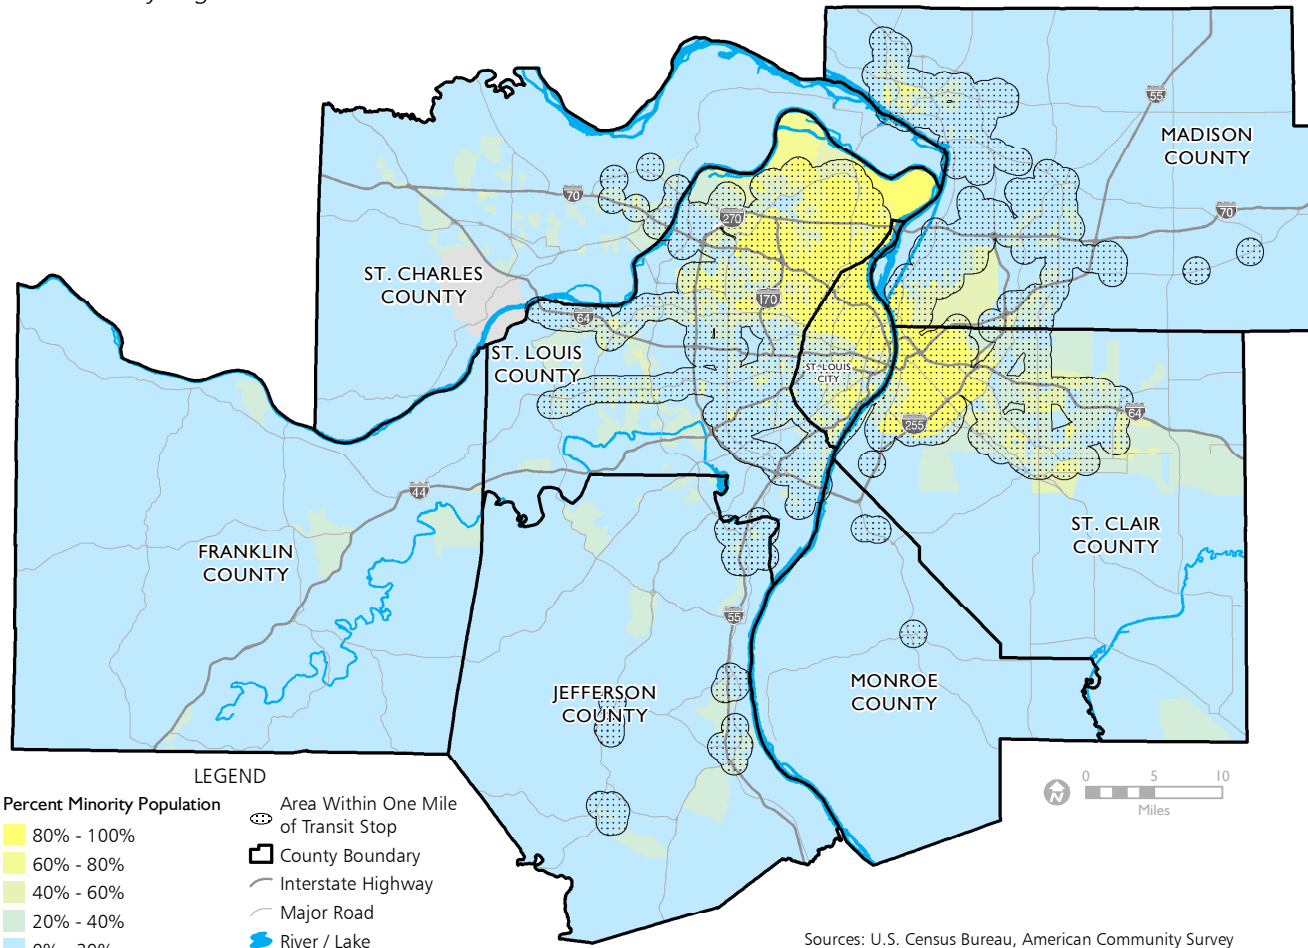 55
MADISON
COUNTY
70
70
270
ST. CHARLES
COUNTY
170
64
ST. LOUIS
COUNTY
ST. LOUIS
CITY
64
255
44
FRANKLIN
COUNTY
ST. CLAIR
COUNTY
55
JEFFERSON
COUNTY
MONROE
COUNTY
LEGEND
Percent Minority Population
80% - 100%
60% - 80%
40% - 60%
20% - 40%
Area Within One Mile
of Transit Stop
County Boundary
Interstate Highway
Major Road
River / Lake
N
0 5 10
Miles
Sources: U.S. Census Bureau, American Community Survey